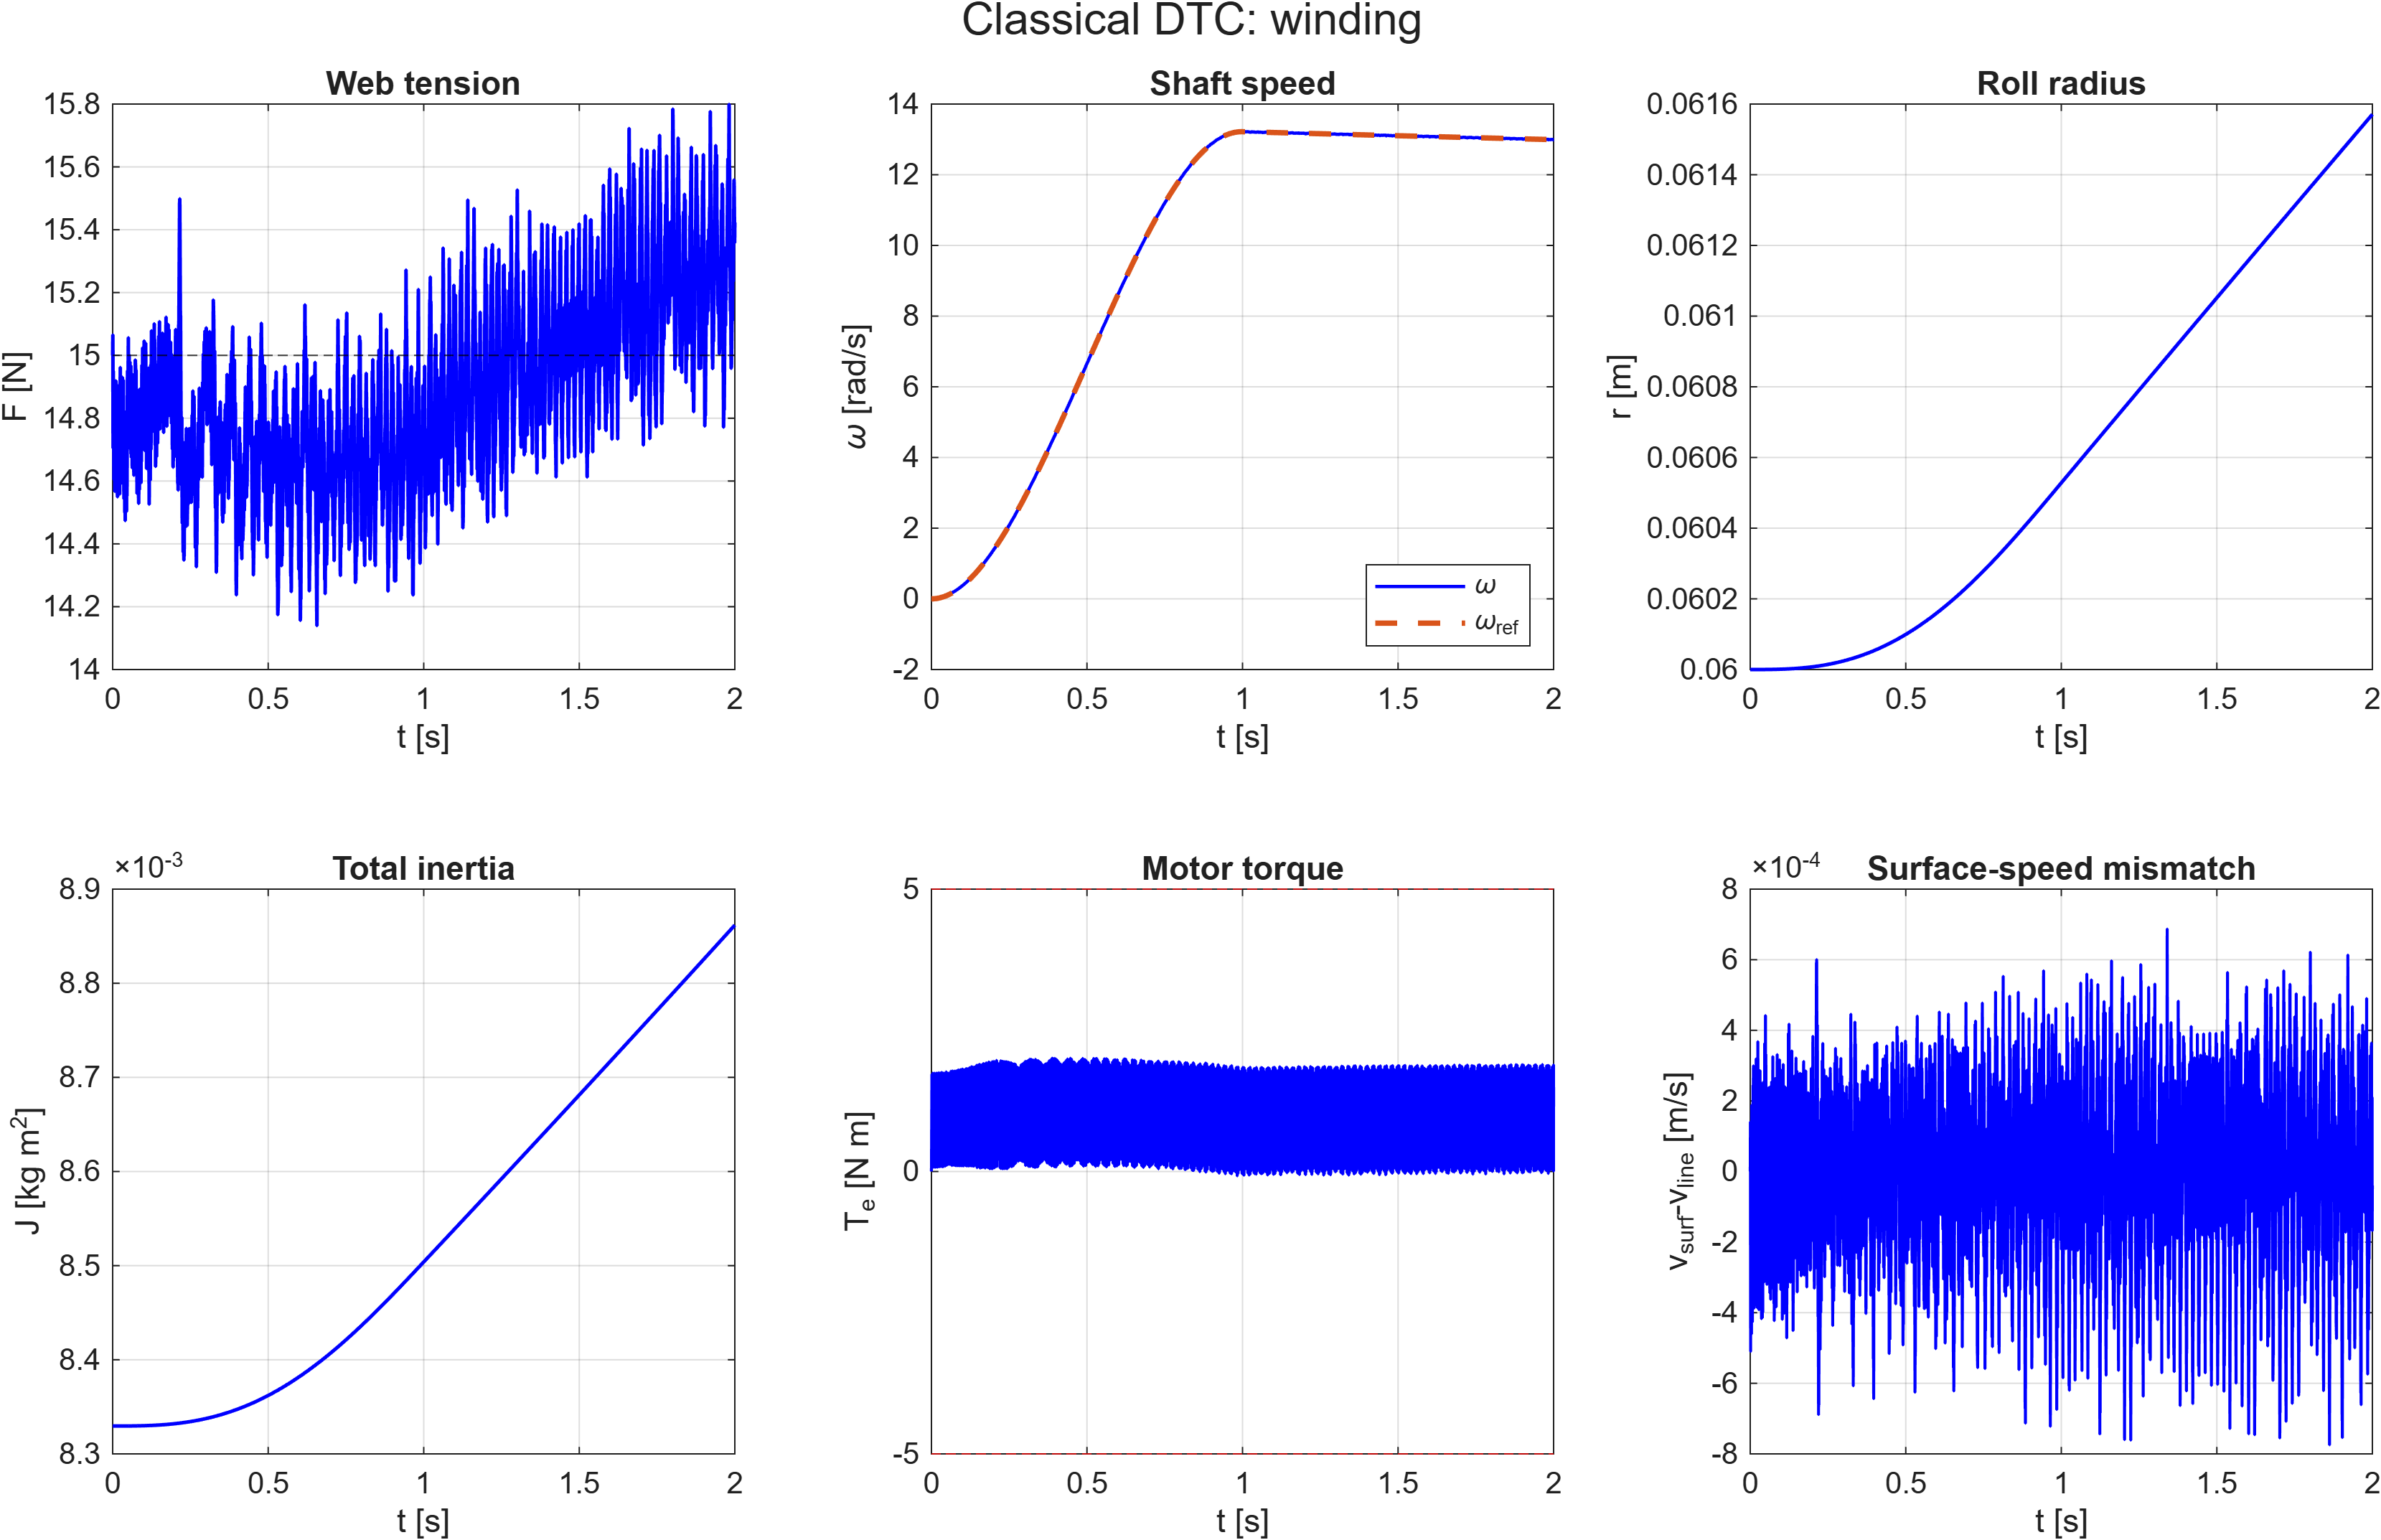 Classical DTC: winding
Web tension
15.8
15.6
15.4
15.2
15
14.8
14.6
14.4
14.2
14
F [N]
0 0.5 1 1.5 2
t [s]
Shaft speed
14
12
10
8
6
4
2
0
-2
ω [rad/s]
ω
ω_ref
0 0.5 1 1.5 2
t [s]
Roll radius
0.0616
0.0614
0.0612
0.061
0.0608
0.0606
0.0604
0.0602
0.06
r [m]
0 0.5 1 1.5 2
t [s]
×10^-3
Total inertia
8.9
8.8
8.7
8.6
8.5
8.4
8.3
J [kg m^2]
0 0.5 1 1.5 2
t [s]
Motor torque
5
0
-5
T_e [N m]
0 0.5 1 1.5 2
t [s]
×10^-4
Surface-speed mismatch
8
6
4
2
0
-2
-4
-6
-8
v_surf-v_line [m/s]
0 0.5 1 1.5 2
t [s]